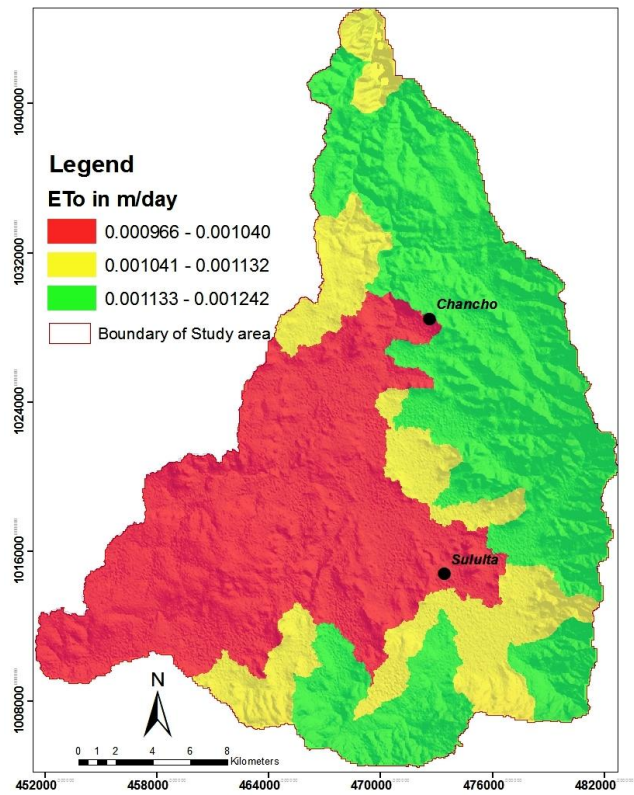 1040000
Legend
ETo in m/day
0.000966 - 0.001040
0.001041 - 0.001132
0.001133 - 0.001242
Boundary of Study area
1032000
Chancho
1024000
1016000
Sululta
1008000
N
0 1 2 4 6 8
Kilometers
452000 458000 464000 470000 476000 482000